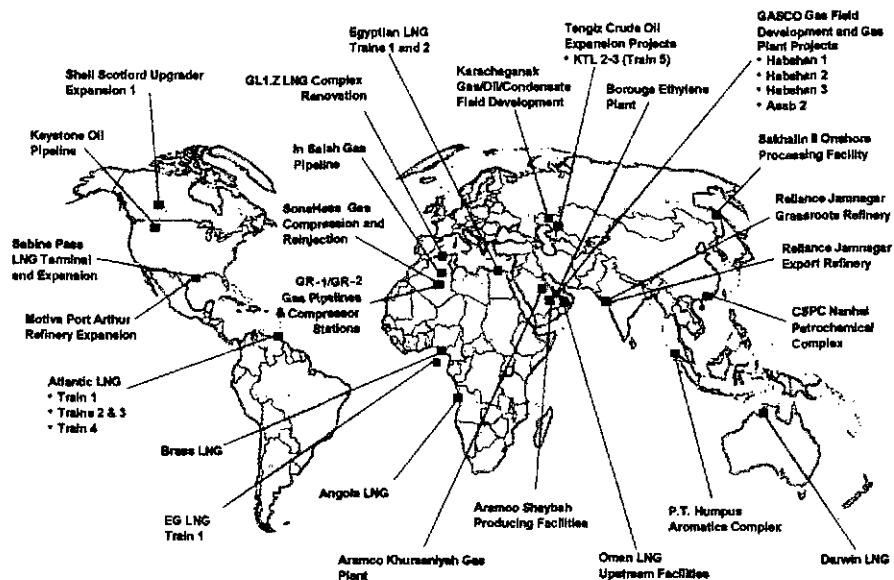 Egyptian LNG
Trains 1 and 2
Tengiz Crude Oil
Expansion Projects
• KTL 2-3 (Train 5)
GASCO Gas Field
Development and Gas
Plant Projects
• Habshan 1
• Habshan 2
• Habshan 3
• Asab 2
Shell Scotford Upgrader
Expansion 1
GL1.Z LNG Complex
Renovation
Karachaganak
Gas/Oil/Condensate
Field Development
Borouge Ethylene
Plant
Keystone Oil
Pipeline
In Salah Gas
Pipeline
Sakhalin II Onshore
Processing Facility
SonaHess Gas
Compression and
Reinjection
Reliance Jamnagar
Grassroots Refinery
Sabine Pass
LNG Terminal
and Expansion
Reliance Jamnagar
Export Refinery
GR-1/GR-2
Gas Pipelines
& Compressor
Stations
Motiva Port Arthur
Refinery Expansion
CSPC Nanhai
Petrochemical
Complex
Atlantic LNG
• Train 1
• Trains 2 & 3
• Train 4
Brass LNG
Angola LNG
EG LNG
Train 1
Aramco Shaybah
Producing Facilities
P.T. Humpus
Aromatics Complex
Aramco Khursaniyah Gas
Plant
Oman LNG
Upstream Facilities
Darwin LNG